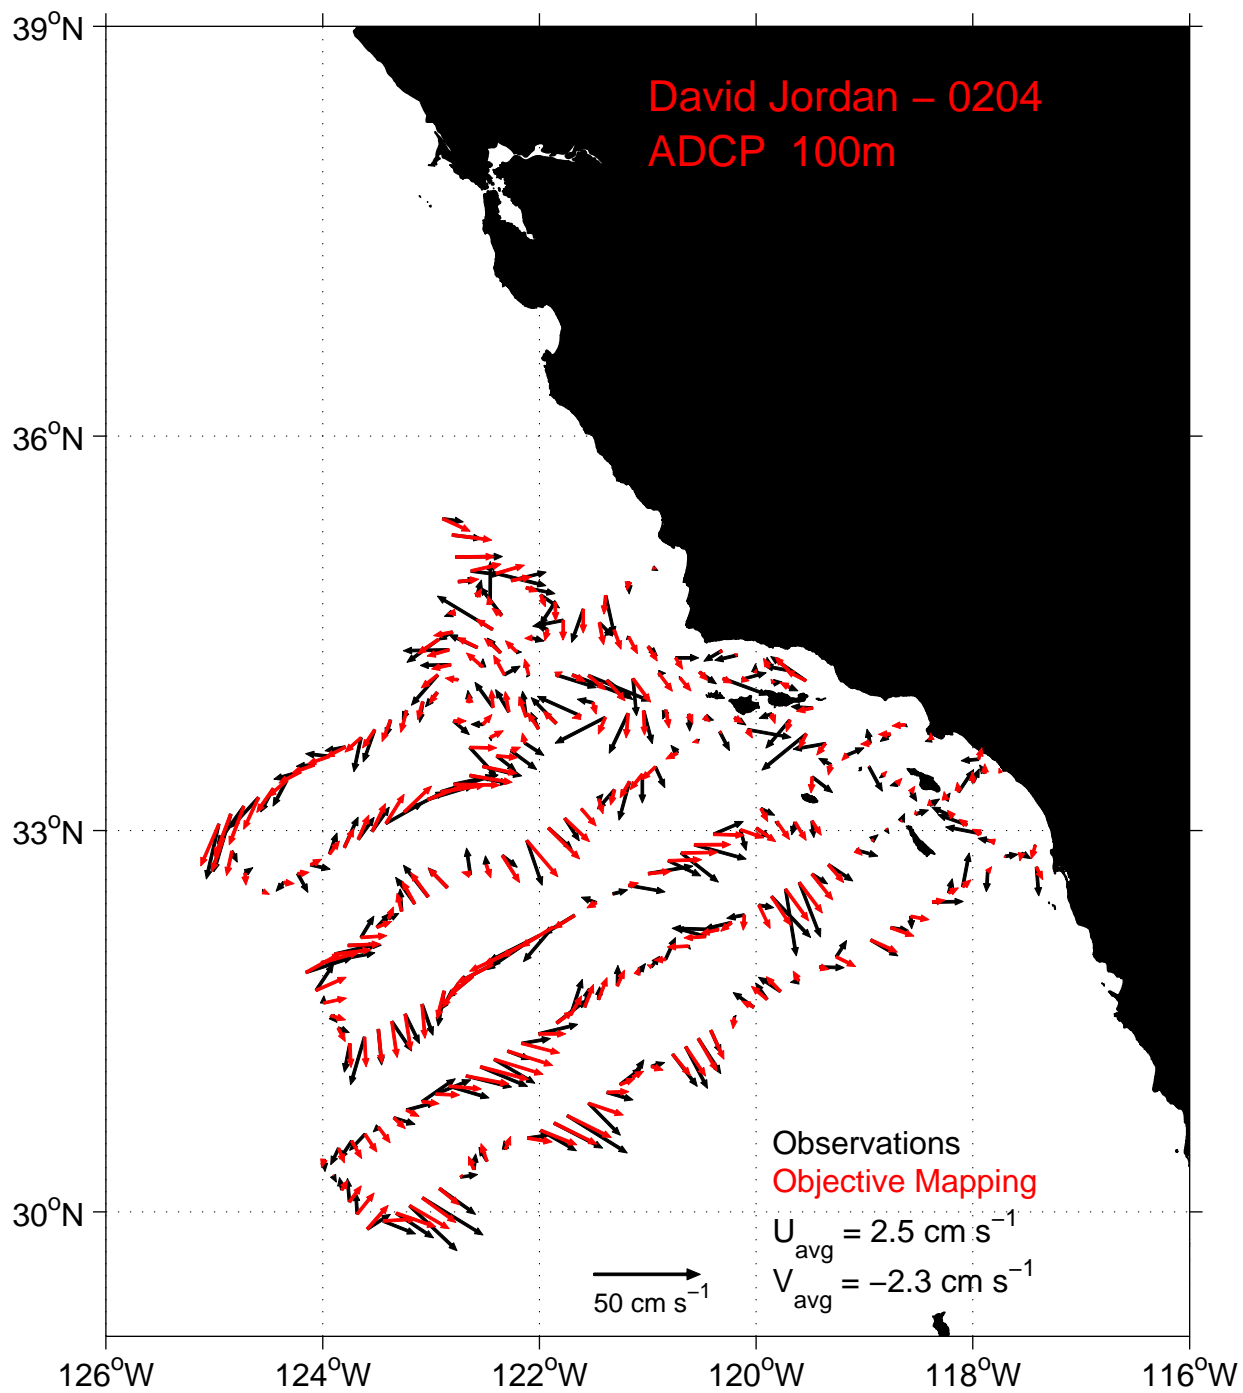 39°N
David Jordan – 0204
ADCP 100m
36°N
33°N
Observations
Objective Mapping
30°N
U_avg = 2.5 cm s⁻¹
50 cm s⁻¹
V_avg = −2.3 cm s⁻¹
126°W 124°W 122°W 120°W 118°W 116°W